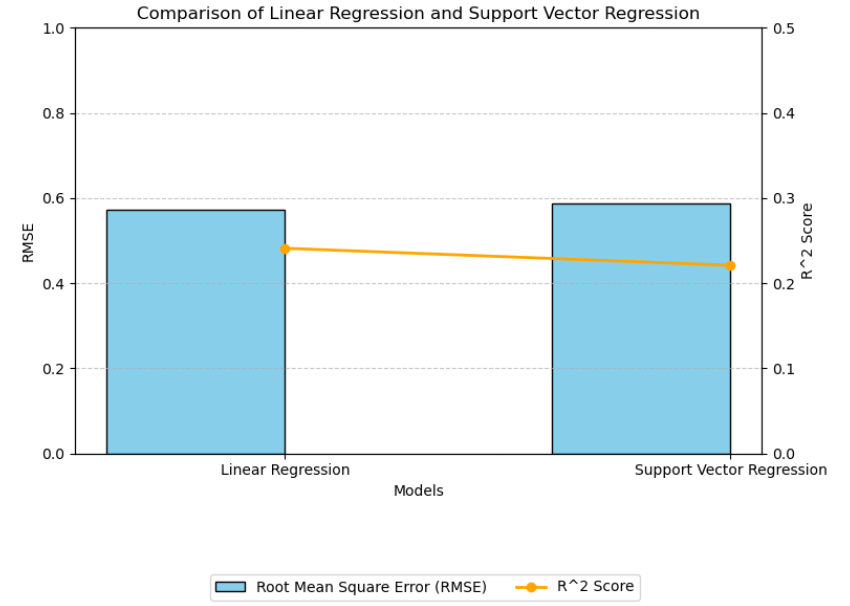 Comparison of Linear Regression and Support Vector Regression
1.0
0.8
0.6
0.4
0.2
0.0
RMSE
0.5
0.4
0.3
0.2
0.1
0.0
R^2 Score
Linear Regression
Support Vector Regression
Models
Root Mean Square Error (RMSE)
R^2 Score